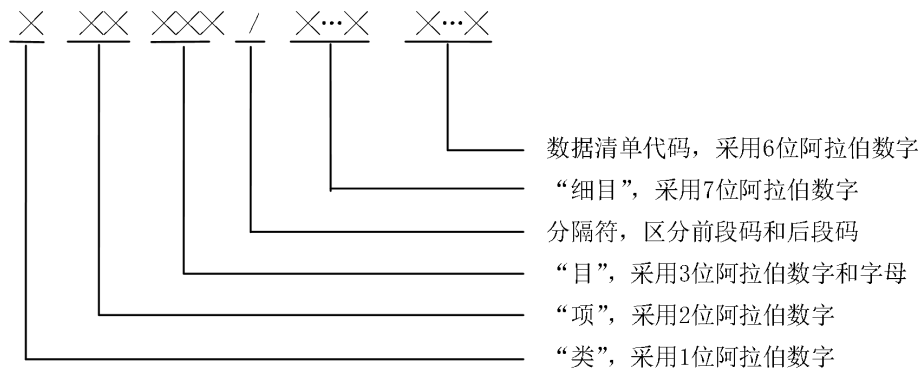 X XX XXX / X…X X…X
数据清单代码，采用6位阿拉伯数字
“细目”，采用7位阿拉伯数字
分隔符，区分前段码和后段码
“目”，采用3位阿拉伯数字和字母
“项”，采用2位阿拉伯数字
“类”，采用1位阿拉伯数字